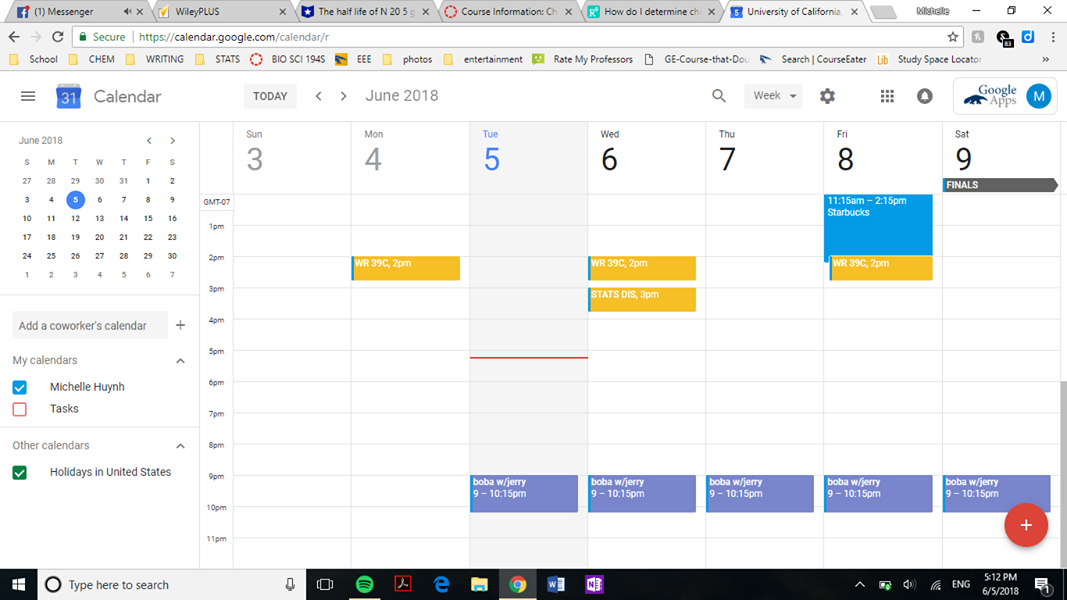 (1) Messenger
WileyPLUS
The half life of N 20 5 g
Course Information: Ch
How do I determine cha
University of California,
Michelle
Secure https://calendar.google.com/calendar/r
School CHEM WRITING STATS BIO SCI 194S EEE photos entertainment Rate My Professors GE-Course-that-Dou Search | CourseEater Lib Study Space Locator »
31 Calendar TODAY June 2018 Week Google Apps M
June 2018
S M T W T F S
27 28 29 30 31 1 2
3 4 5 6 7 8 9
10 11 12 13 14 15 16
17 18 19 20 21 22 23
24 25 26 27 28 29 30
1 2 3 4 5 6 7
Add a coworker's calendar +
My calendars
Michelle Huynh
Tasks
Other calendars
Holidays in United States
Sun Mon Tue Wed Thu Fri Sat
3 4 5 6 7 8 9
FINALS
GMT-07
11:15am – 2:15pm
Starbucks
1pm
2pm
WR 39C, 2pm
WR 39C, 2pm
WR 39C, 2pm
3pm
STATS DIS, 3pm
4pm
5pm
6pm
7pm
8pm
9pm
boba w/jerry
9 – 10:15pm
boba w/jerry
9 – 10:15pm
boba w/jerry
9 – 10:15pm
boba w/jerry
9 – 10:15pm
boba w/jerry
9 – 10:15pm
10pm
11pm
+
Type here to search
ENG
5:12 PM
6/5/2018
1